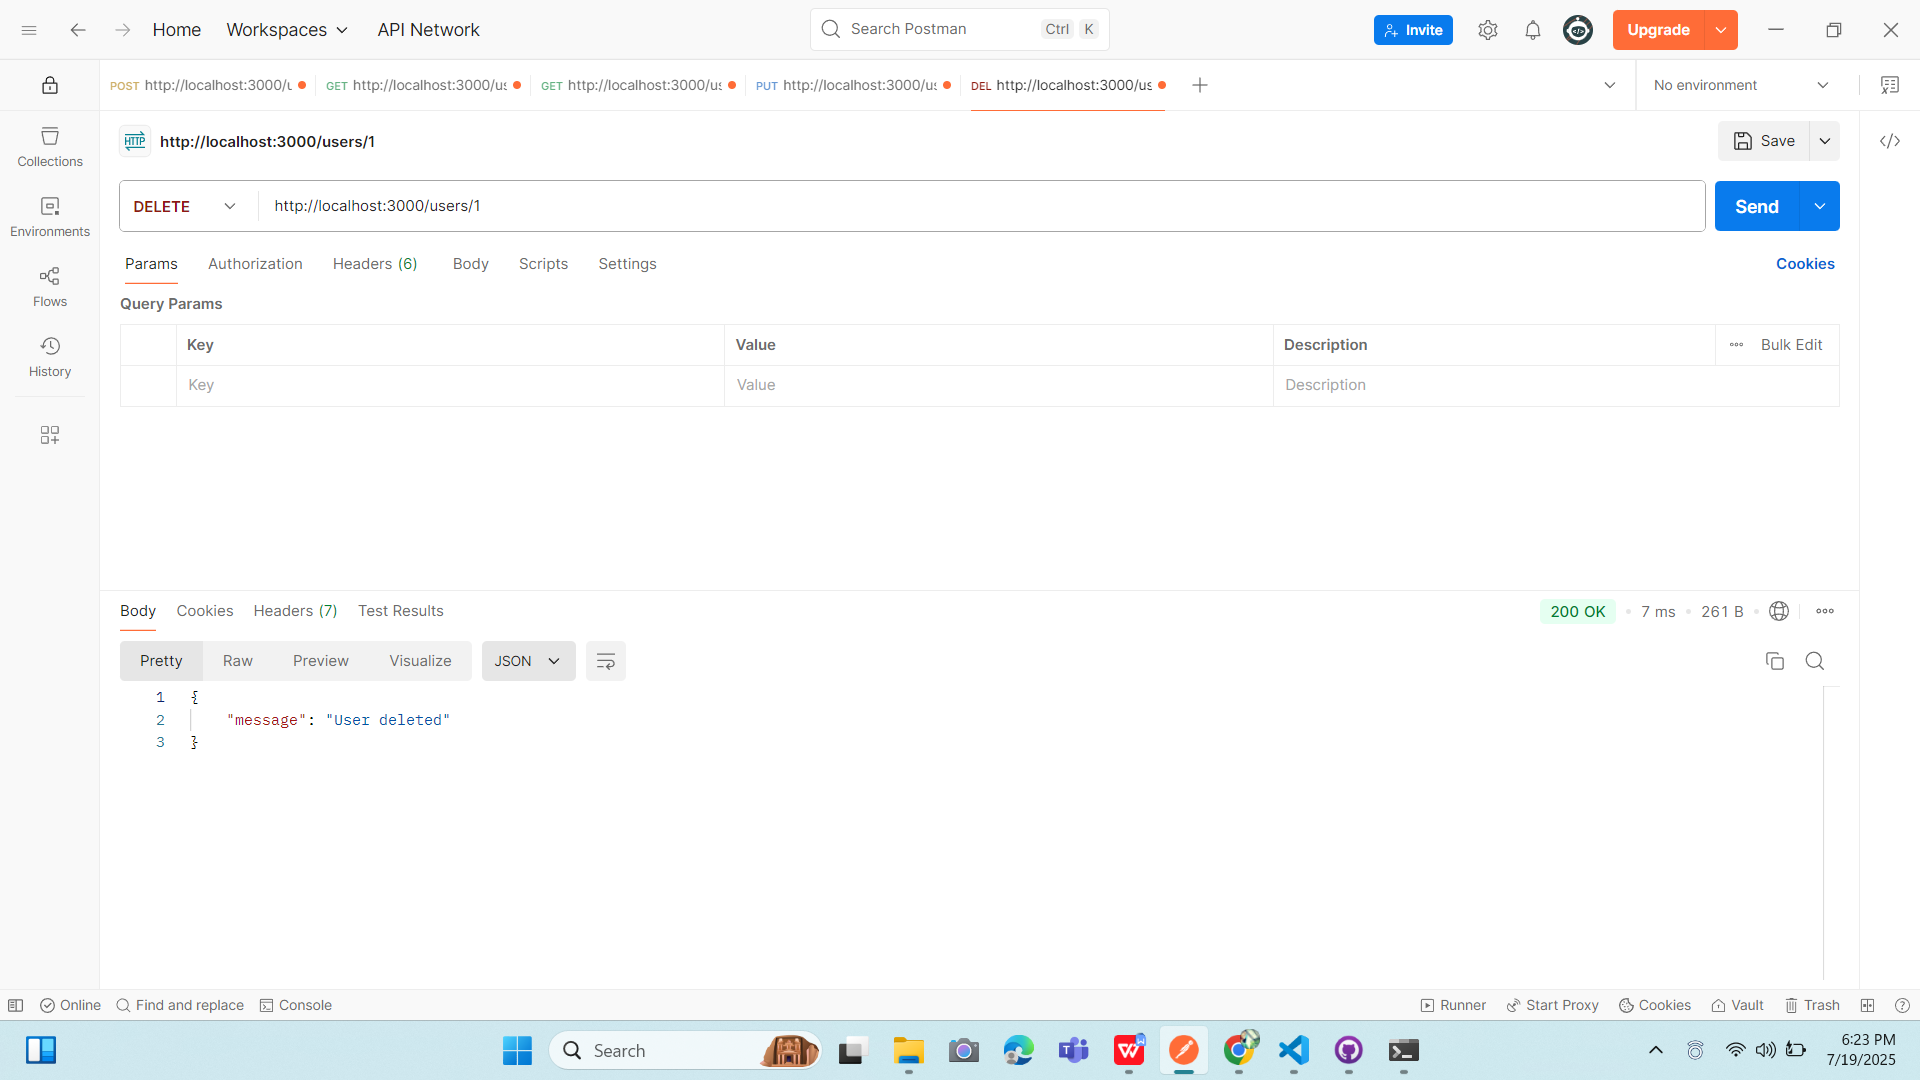 Home Workspaces API Network Search Postman Ctrl K Invite Upgrade
POST http://localhost:3000/u GET http://localhost:3000/us GET http://localhost:3000/us PUT http://localhost:3000/us DEL http://localhost:3000/us No environment
HTTP http://localhost:3000/users/1 Save
Collections
DELETE http://localhost:3000/users/1 Send
Environments
Params Authorization Headers (6) Body Scripts Settings Cookies
Flows
Query Params
Key Value Description Bulk Edit
History
Key Value Description
Body Cookies Headers (7) Test Results 200 OK 7 ms 261 B
Pretty Raw Preview Visualize JSON
1 {
2 "message": "User deleted"
3 }
Online Find and replace Console Runner Start Proxy Cookies Vault Trash
Search
6:23 PM
7/19/2025